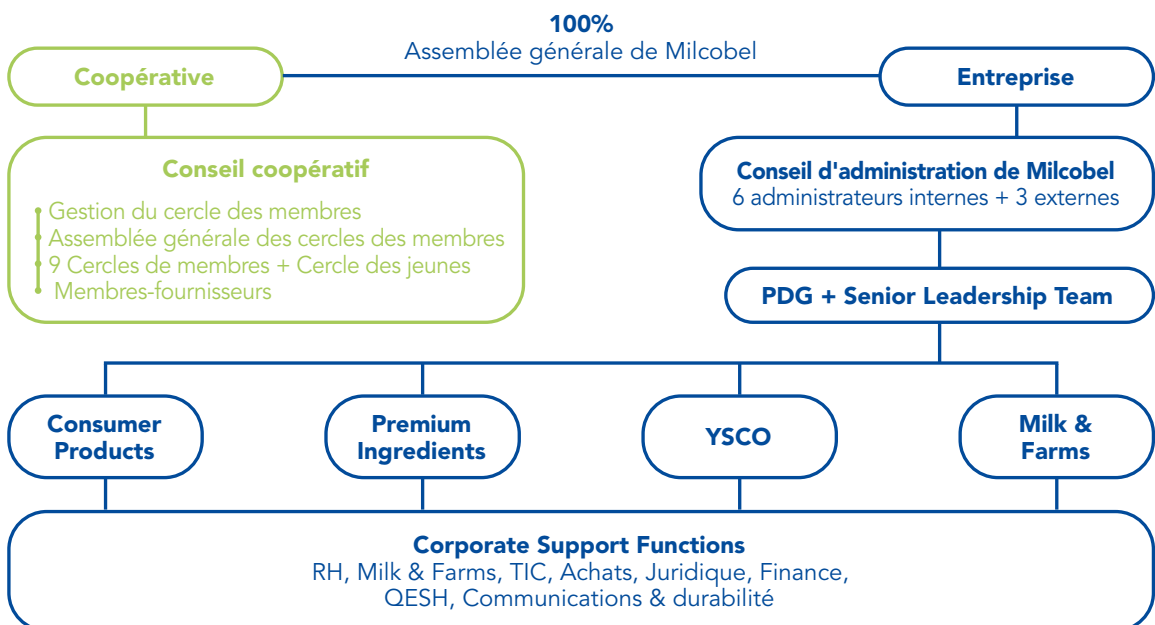 100%
Assemblée générale de Milcobel
Coopérative
Entreprise
Conseil coopératif
Gestion du cercle des membres
Assemblée générale des cercles des membres
9 Cercles de membres + Cercle des jeunes
Membres-fournisseurs
Conseil d'administration de Milcobel
6 administrateurs internes + 3 externes
PDG + Senior Leadership Team
Consumer
Products
Premium
Ingredients
YSCO
Milk &
Farms
Corporate Support Functions
RH, Milk & Farms, TIC, Achats, Juridique, Finance,
QESH, Communications & durabilité